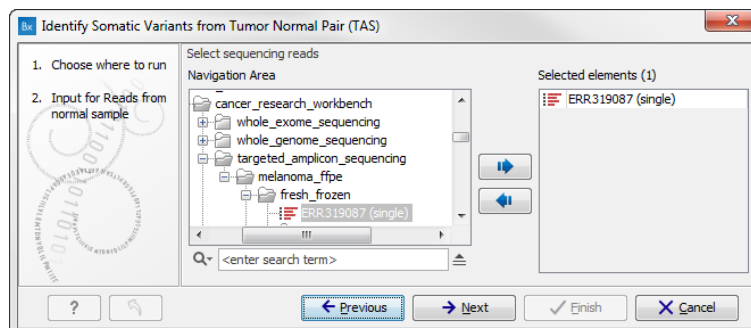 Bx Identify Somatic Variants from Tumor Normal Pair (TAS)
x
1. Choose where to run
2. Input for Reads from
normal sample
Select sequencing reads
Navigation Area
cancer_research_workbench
whole_exome_sequencing
whole_genome_sequencing
targeted_amplicon_sequencing
melanoma_ffpe
fresh_frozen
ERR319087 (single)
<enter search term>
Selected elements (1)
ERR319087 (single)
?
Previous
Next
Finish
Cancel